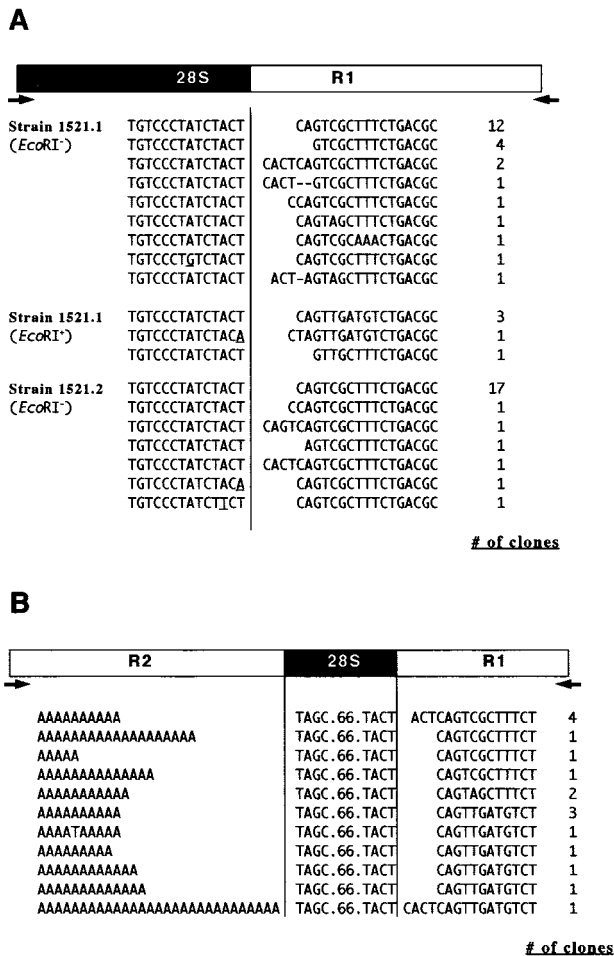 A
28S R1
Strain 1521.1 TGTCCCTATCTACT CAGTCGCTTTCTGACGC 12
(EcoRI-) TGTCCCTATCTACT GTCGCTTTCTGACGC 4
TGTCCCTATCTACT CACTCAGTCGCTTTCTGACGC 2
TGTCCCTATCTACT CACT--GTCGCTTTCTGACGC 1
TGTCCCTATCTACT CCAGTCGCTTTCTGACGC 1
TGTCCCTATCTACT CAGTAGCTTTCTGACGC 1
TGTCCCTATCTACT CAGTCGCAAACTGACGC 1
TGTCCCTGTCTACT CAGTCGCTTTCTGACGC 1
TGTCCCTATCTACT ACT-AGTAGCTTTCTGACGC 1
Strain 1521.1 TGTCCCTATCTACT CAGTTGATGTCTGACGC 3
(EcoRI+) TGTCCCTATCTACA CTAGTTGATGTCTGACGC 1
TGTCCCTATCTACT GTTGCTTTCTGACGC 1
Strain 1521.2 TGTCCCTATCTACT CAGTCGCTTTCTGACGC 17
(EcoRI-) TGTCCCTATCTACT CCAGTCGCTTTCTGACGC 1
TGTCCCTATCTACT CAGTCAGTCGCTTTCTGACGC 1
TGTCCCTATCTACT AGTCGCTTTCTGACGC 1
TGTCCCTATCTACT CACTCAGTCGCTTTCTGACGC 1
TGTCCCTATCTACA CAGTCGCTTTCTGACGC 1
TGTCCCTATCTTCT CAGTCGCTTTCTGACGC 1
# of clones
B
R2 28S R1
AAAAAAAAAA TAGC.66.TACT ACTCAGTCGCTTTCT 4
AAAAAAAAAAAAAAAAAAA TAGC.66.TACT CAGTCGCTTTCT 1
AAAAA TAGC.66.TACT CAGTCGCTTTCT 1
AAAAAAAAAAAAAA TAGC.66.TACT CAGTCGCTTTCT 1
AAAAAAAAAAA TAGC.66.TACT CAGTAGCTTTCT 2
AAAAAAAAAA TAGC.66.TACT CAGTTGATGTCT 3
AAAATAAAAA TAGC.66.TACT CAGTTGATGTCT 1
AAAAAAAAA TAGC.66.TACT CAGTTGATGTCT 1
AAAAAAAAAAAA TAGC.66.TACT CAGTTGATGTCT 1
AAAAAAAAAAAAA TAGC.66.TACT CAGTTGATGTCT 1
AAAAAAAAAAAAAAAAAAAAAAAAAAAAA TAGC.66.TACT CACTCAGTTGATGTCT 1
# of clones